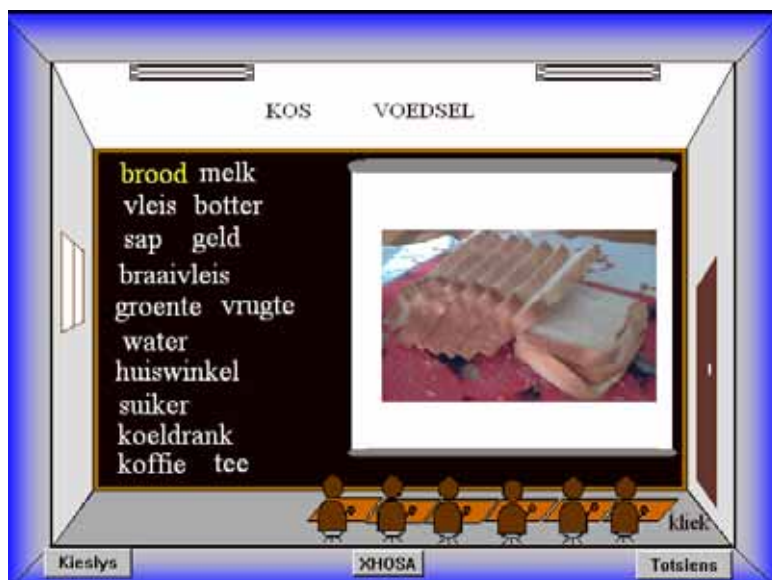 KOS VOEDSEL
brood melk
vleis botter
sap geld
braaivleis
groente vrugte
water
huiswinkel
suiker
koeldrank
koffie tee
kliek
Kieslys XHOSA Totsiens